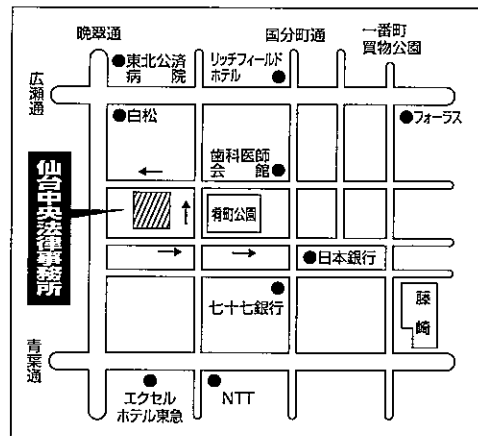 晩翠通
国分町通
一番町
買物公園
広瀬通
東北公済
病院
リッチフィールド
ホテル
白松
フォーラス
歯科医師
会館
仙台中央法律事務所
肴町公園
日本銀行
七十七銀行
藤崎
青葉通
エクセル
ホテル東急
NTT